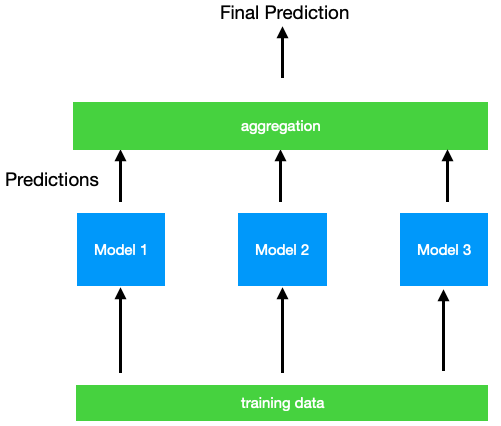 Final Prediction
aggregation
Predictions
Model 1
Model 2
Model 3
training data